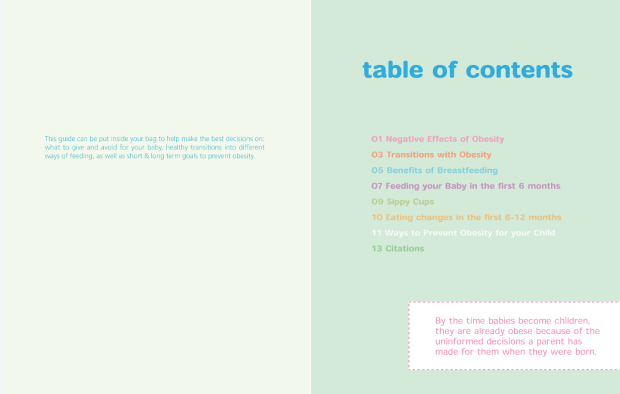 This guide can be put inside your bag to help make the best decisions on:
what to give and avoid for your baby, healthy transitions into different
ways of feeding, as well as short & long term goals to prevent obesity.
table of contents
01 Negative Effects of Obesity
03 Transitions with Obesity
05 Benefits of Breastfeeding
07 Feeding your Baby in the first 6 months
09 Sippy Cups
10 Eating changes in the first 6-12 months
11 Ways to Prevent Obesity for your Child
13 Citations
By the time babies become children,
they are already obese because of the
uninformed decisions a parent has
made for them when they were born.